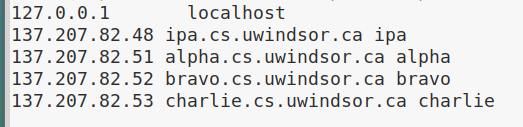 127.0.0.1 localhost
137.207.82.48 ipa.cs.uwindsor.ca ipa
137.207.82.51 alpha.cs.uwindsor.ca alpha
137.207.82.52 bravo.cs.uwindsor.ca bravo
137.207.82.53 charlie.cs.uwindsor.ca charlie